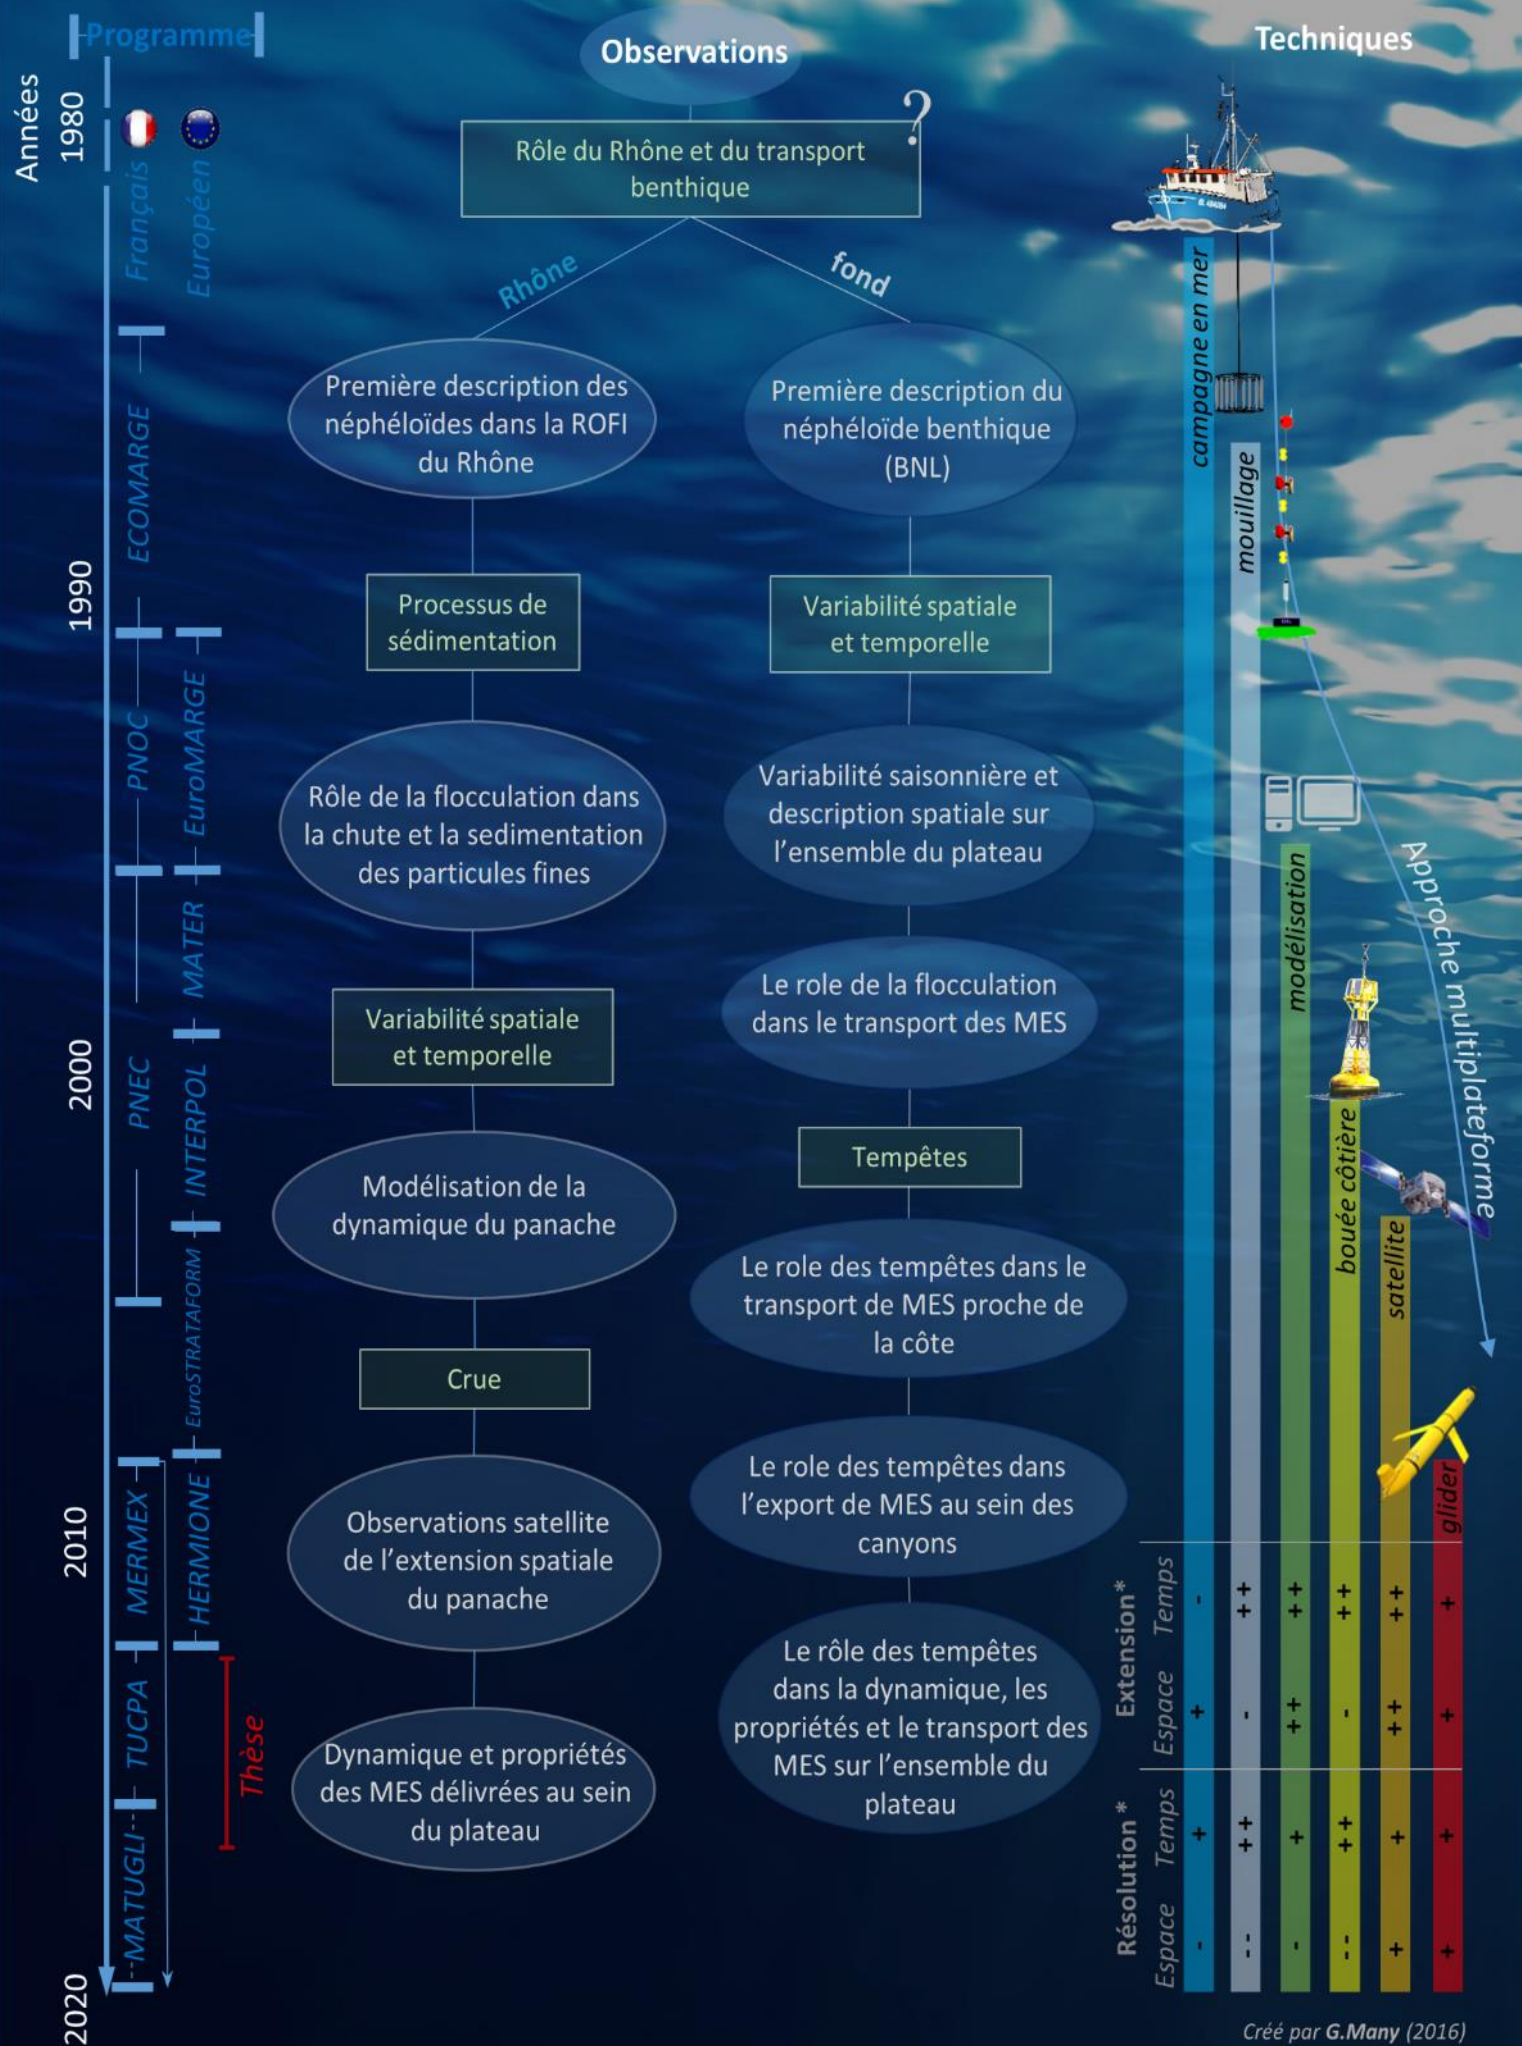 Programme
Années
1980
1990
2000
2010
2020
Français
Européen
ECOMARGE
PNOC
EuroMARGE
MATER
PNEC
INTERPOL
EuroSTRATAFORM
MERMEX
HERMIONE
TUCPA
MATUGLI
Thèse
Observations
Rôle du Rhône et du transport
benthique
?
Rhône
fond
Première description des
néphéloïdes dans la ROFI
du Rhône
Processus de
sédimentation
Rôle de la flocculation dans
la chute et la sedimentation
des particules fines
Variabilité spatiale
et temporelle
Modélisation de la
dynamique du panache
Crue
Observations satellite
de l'extension spatiale
du panache
Dynamique et propriétés
des MES délivrées au sein
du plateau
Première description du
néphéloïde benthique
(BNL)
Variabilité spatiale
et temporelle
Variabilité saisonnière et
description spatiale sur
l'ensemble du plateau
Le role de la flocculation
dans le transport des MES
Tempêtes
Le role des tempêtes dans le
transport de MES proche de
la côte
Le role des tempêtes dans
l'export de MES au sein des
canyons
Le rôle des tempêtes
dans la dynamique, les
propriétés et le transport des
MES sur l'ensemble du
plateau
Techniques
campagne en mer
mouillage
modélisation
bouée côtière
satellite
glider
Approche multiplateforme
Extension*
Temps
- ++ ++ ++ ++ +
Espace
+ - ++ - ++ +
Résolution*
Temps
+ ++ + ++ + +
Espace
- -- - -- + +
Créé par G.Many (2016)